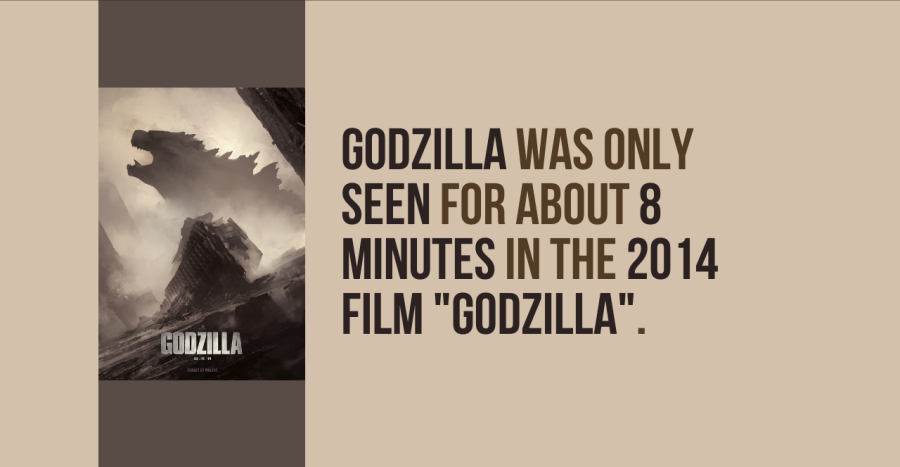 GODZILLA WAS ONLY
SEEN FOR ABOUT 8
MINUTES IN THE 2014
FILM "GODZILLA".
GODZILLA